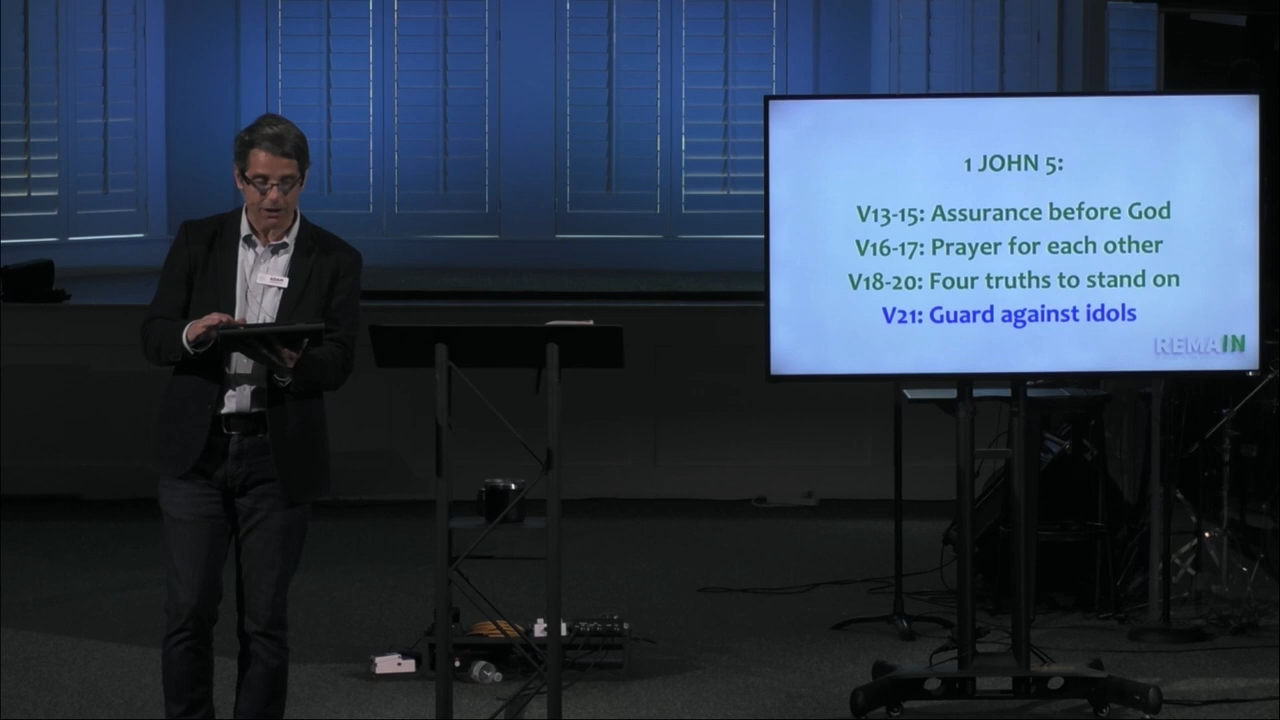 1 JOHN 5:
V13-15: Assurance before God
V16-17: Prayer for each other
V18-20: Four truths to stand on
V21: Guard against idols
REMAIN
ADAM